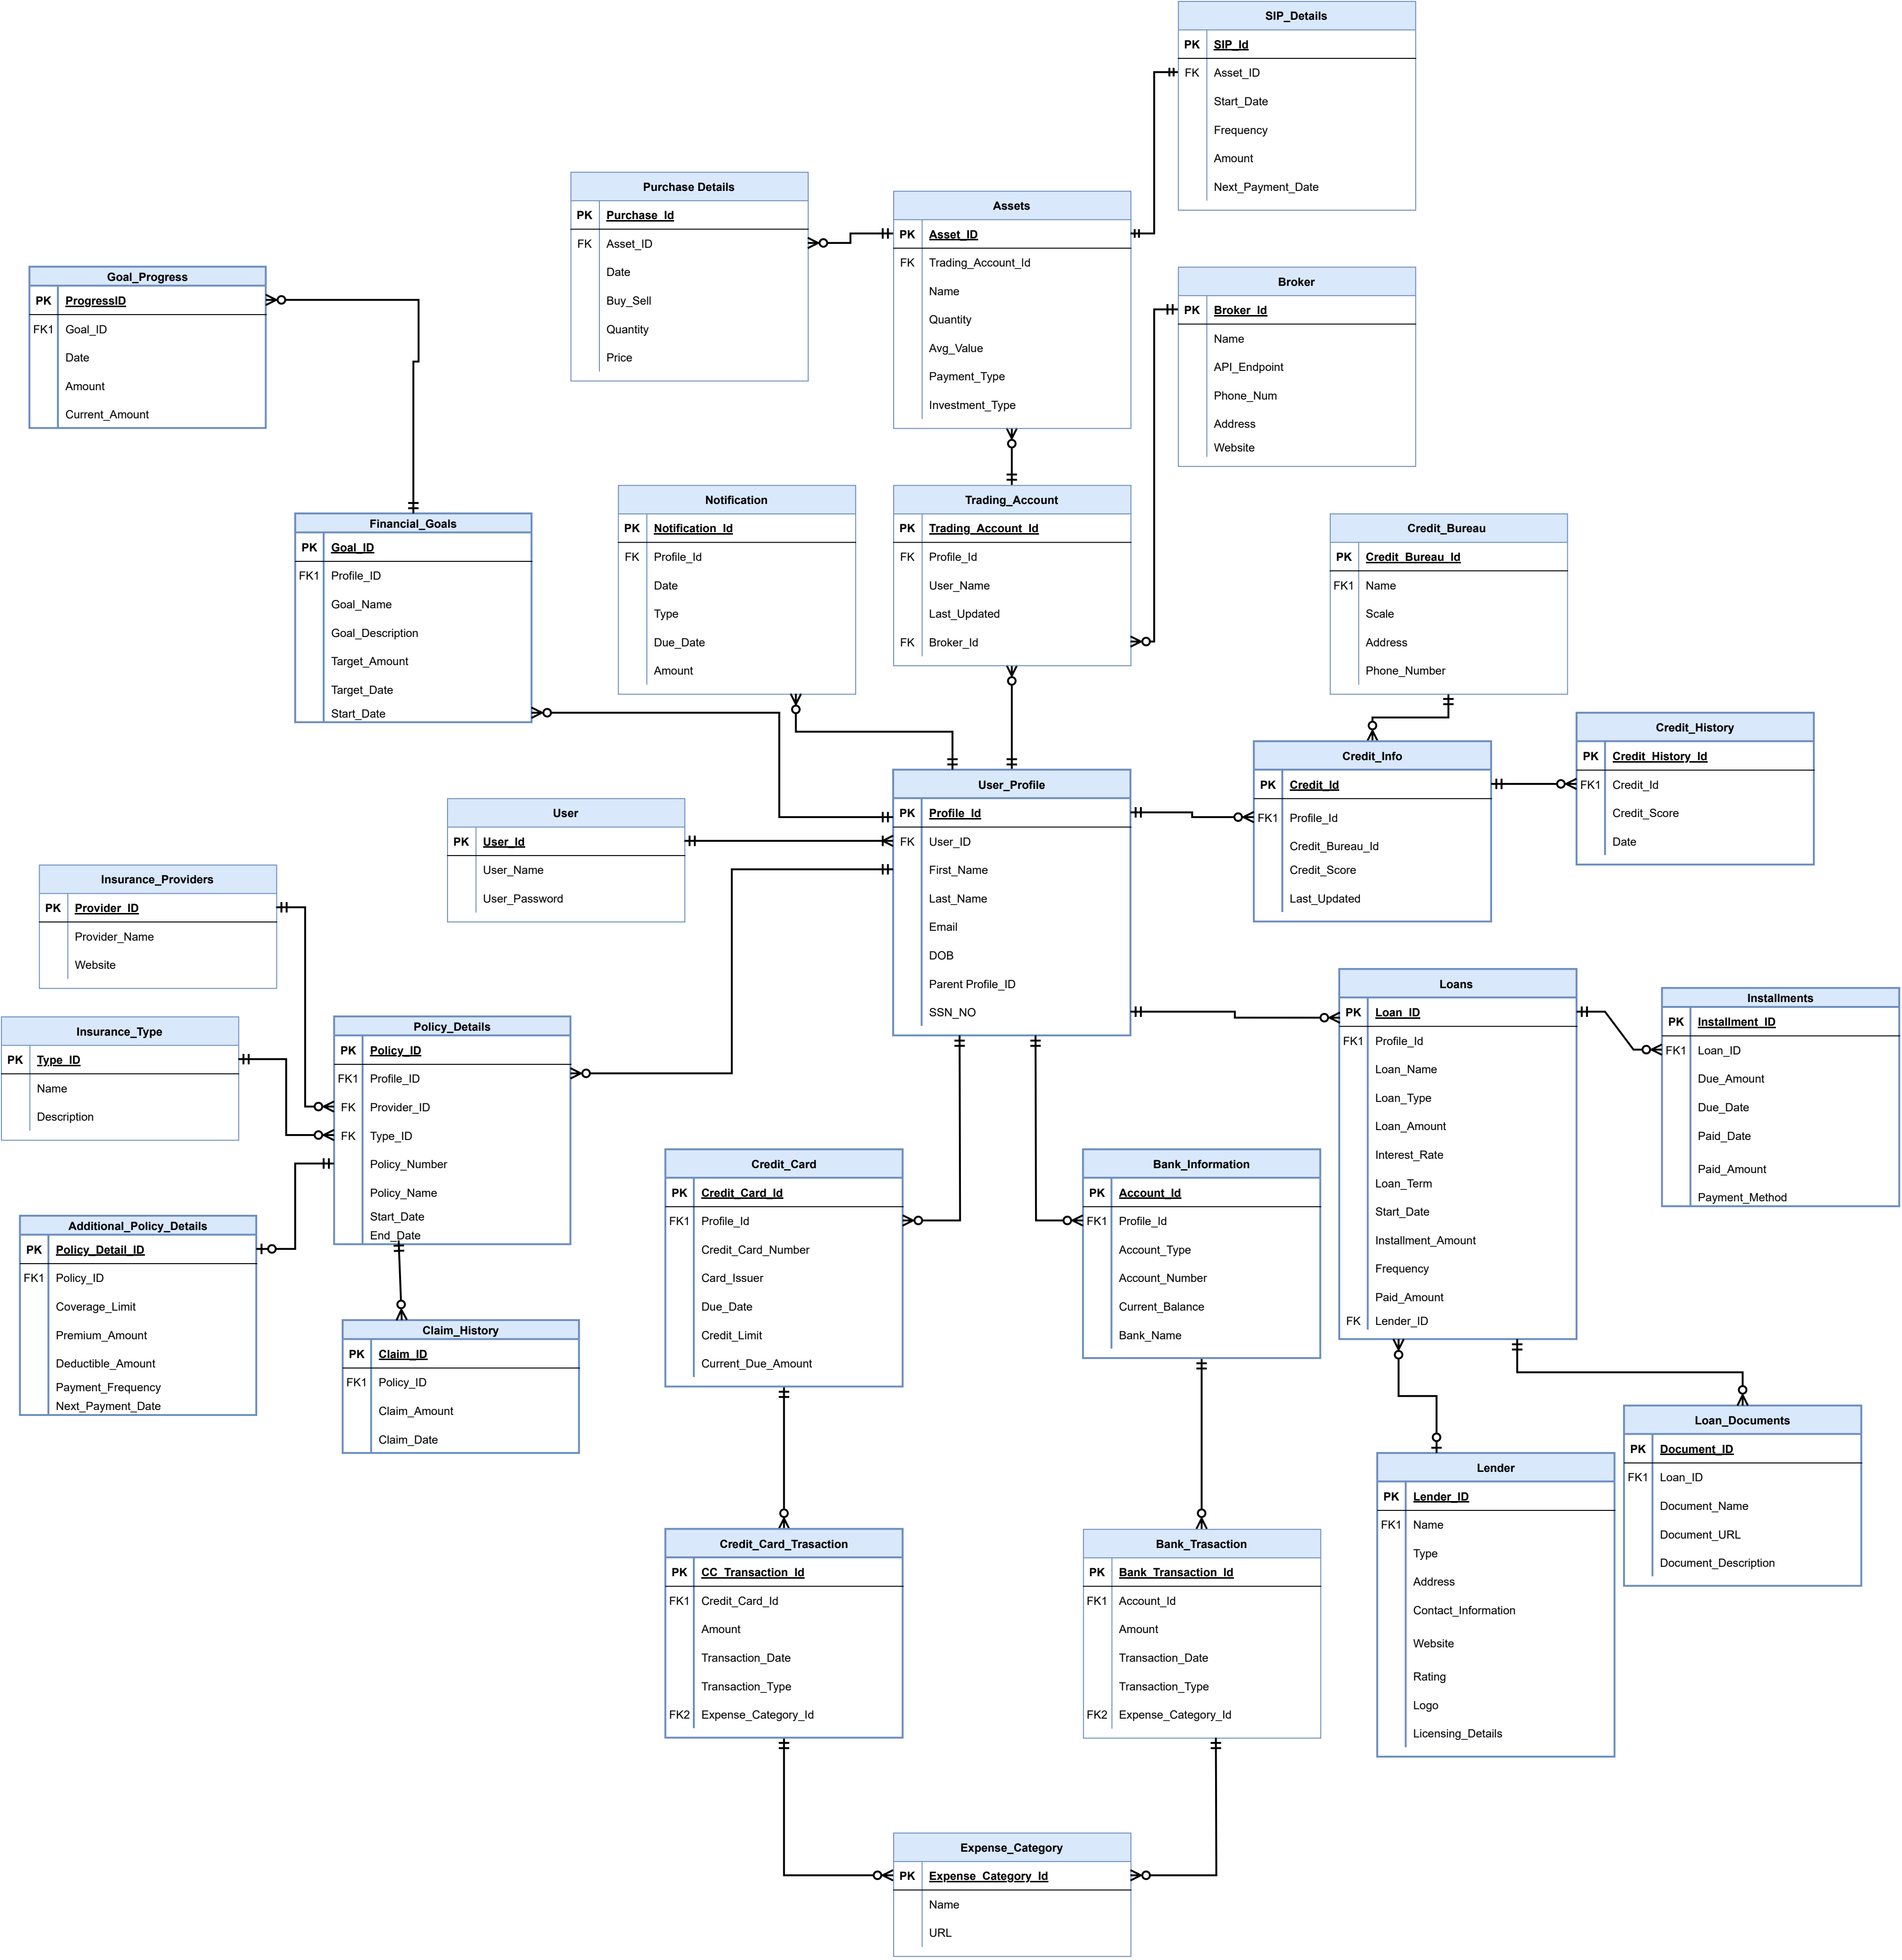 SIP_Details
PK SIP_Id
FK Asset_ID
Start_Date
Frequency
Amount
Next_Payment_Date
Purchase Details
PK Purchase_Id
FK Asset_ID
Date
Buy_Sell
Quantity
Price
Assets
PK Asset_ID
FK Trading_Account_Id
Name
Quantity
Avg_Value
Payment_Type
Investment_Type
Broker
PK Broker_Id
Name
API_Endpoint
Phone_Num
Address
Website
Goal_Progress
PK ProgressID
FK1 Goal_ID
Date
Amount
Current_Amount
Financial_Goals
PK Goal_ID
FK1 Profile_ID
Goal_Name
Goal_Description
Target_Amount
Target_Date
Start_Date
Notification
PK Notification_Id
FK Profile_Id
Date
Type
Due_Date
Amount
Trading_Account
PK Trading_Account_Id
FK Profile_Id
User_Name
Last_Updated
FK Broker_Id
Credit_Bureau
PK Credit_Bureau_Id
FK1 Name
Scale
Address
Phone_Number
Credit_History
PK Credit_History_Id
FK1 Credit_Id
Credit_Score
Date
Credit_Info
PK Credit_Id
FK1 Profile_Id
Credit_Bureau_Id
Credit_Score
Last_Updated
User_Profile
PK Profile_Id
FK User_ID
First_Name
Last_Name
Email
DOB
Parent Profile_ID
SSN_NO
User
PK User_Id
User_Name
User_Password
Insurance_Providers
PK Provider_ID
Provider_Name
Website
Insurance_Type
PK Type_ID
Name
Description
Policy_Details
PK Policy_ID
FK1 Profile_ID
FK Provider_ID
FK Type_ID
Policy_Number
Policy_Name
Start_Date
End_Date
Additional_Policy_Details
PK Policy_Detail_ID
FK1 Policy_ID
Coverage_Limit
Premium_Amount
Deductible_Amount
Payment_Frequency
Next_Payment_Date
Claim_History
PK Claim_ID
FK1 Policy_ID
Claim_Amount
Claim_Date
Loans
PK Loan_ID
FK1 Profile_Id
Loan_Name
Loan_Type
Loan_Amount
Interest_Rate
Loan_Term
Start_Date
Installment_Amount
Frequency
Paid_Amount
FK Lender_ID
Installments
PK Installment_ID
FK1 Loan_ID
Due_Amount
Due_Date
Paid_Date
Paid_Amount
Payment_Method
Credit_Card
PK Credit_Card_Id
FK1 Profile_Id
Credit_Card_Number
Card_Issuer
Due_Date
Credit_Limit
Current_Due_Amount
Bank_Information
PK Account_Id
FK1 Profile_Id
Account_Type
Account_Number
Current_Balance
Bank_Name
Loan_Documents
PK Document_ID
FK1 Loan_ID
Document_Name
Document_URL
Document_Description
Lender
PK Lender_ID
FK1 Name
Type
Address
Contact_Information
Website
Rating
Logo
Licensing_Details
Credit_Card_Trasaction
PK CC_Transaction_Id
FK1 Credit_Card_Id
Amount
Transaction_Date
Transaction_Type
FK2 Expense_Category_Id
Bank_Trasaction
PK Bank_Transaction_Id
FK1 Account_Id
Amount
Transaction_Date
Transaction_Type
FK2 Expense_Category_Id
Expense_Category
PK Expense_Category_Id
Name
URL